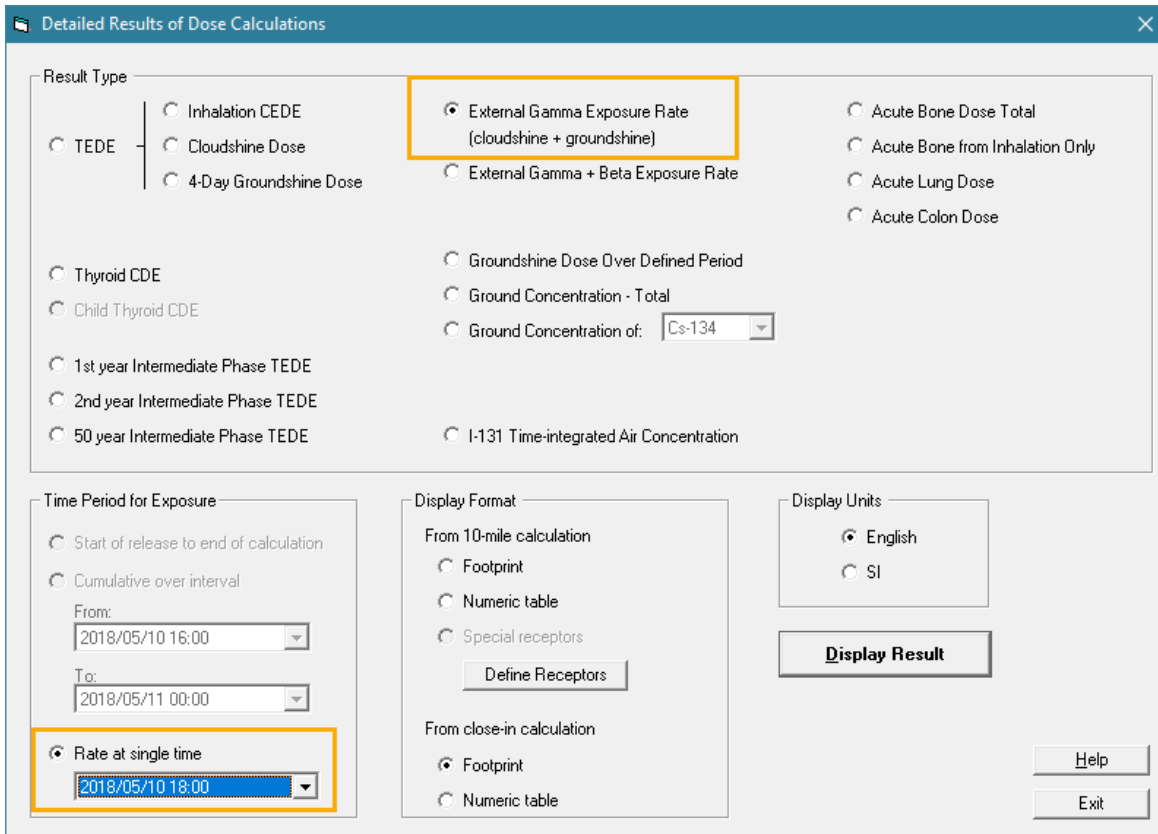 Detailed Results of Dose Calculations
Result Type
TEDE
Inhalation CEDE
Cloudshine Dose
4-Day Groundshine Dose
Thyroid CDE
Child Thyroid CDE
1st year Intermediate Phase TEDE
2nd year Intermediate Phase TEDE
50 year Intermediate Phase TEDE
External Gamma Exposure Rate
(cloudshine + groundshine)
External Gamma + Beta Exposure Rate
Groundshine Dose Over Defined Period
Ground Concentration - Total
Ground Concentration of: Cs-134
I-131 Time-integrated Air Concentration
Acute Bone Dose Total
Acute Bone from Inhalation Only
Acute Lung Dose
Acute Colon Dose
Time Period for Exposure
Start of release to end of calculation
Cumulative over interval
From:
2018/05/10 16:00
To:
2018/05/11 00:00
Rate at single time
2018/05/10 18:00
Display Format
From 10-mile calculation
Footprint
Numeric table
Special receptors
Define Receptors
From close-in calculation
Footprint
Numeric table
Display Units
English
SI
Display Result
Help
Exit